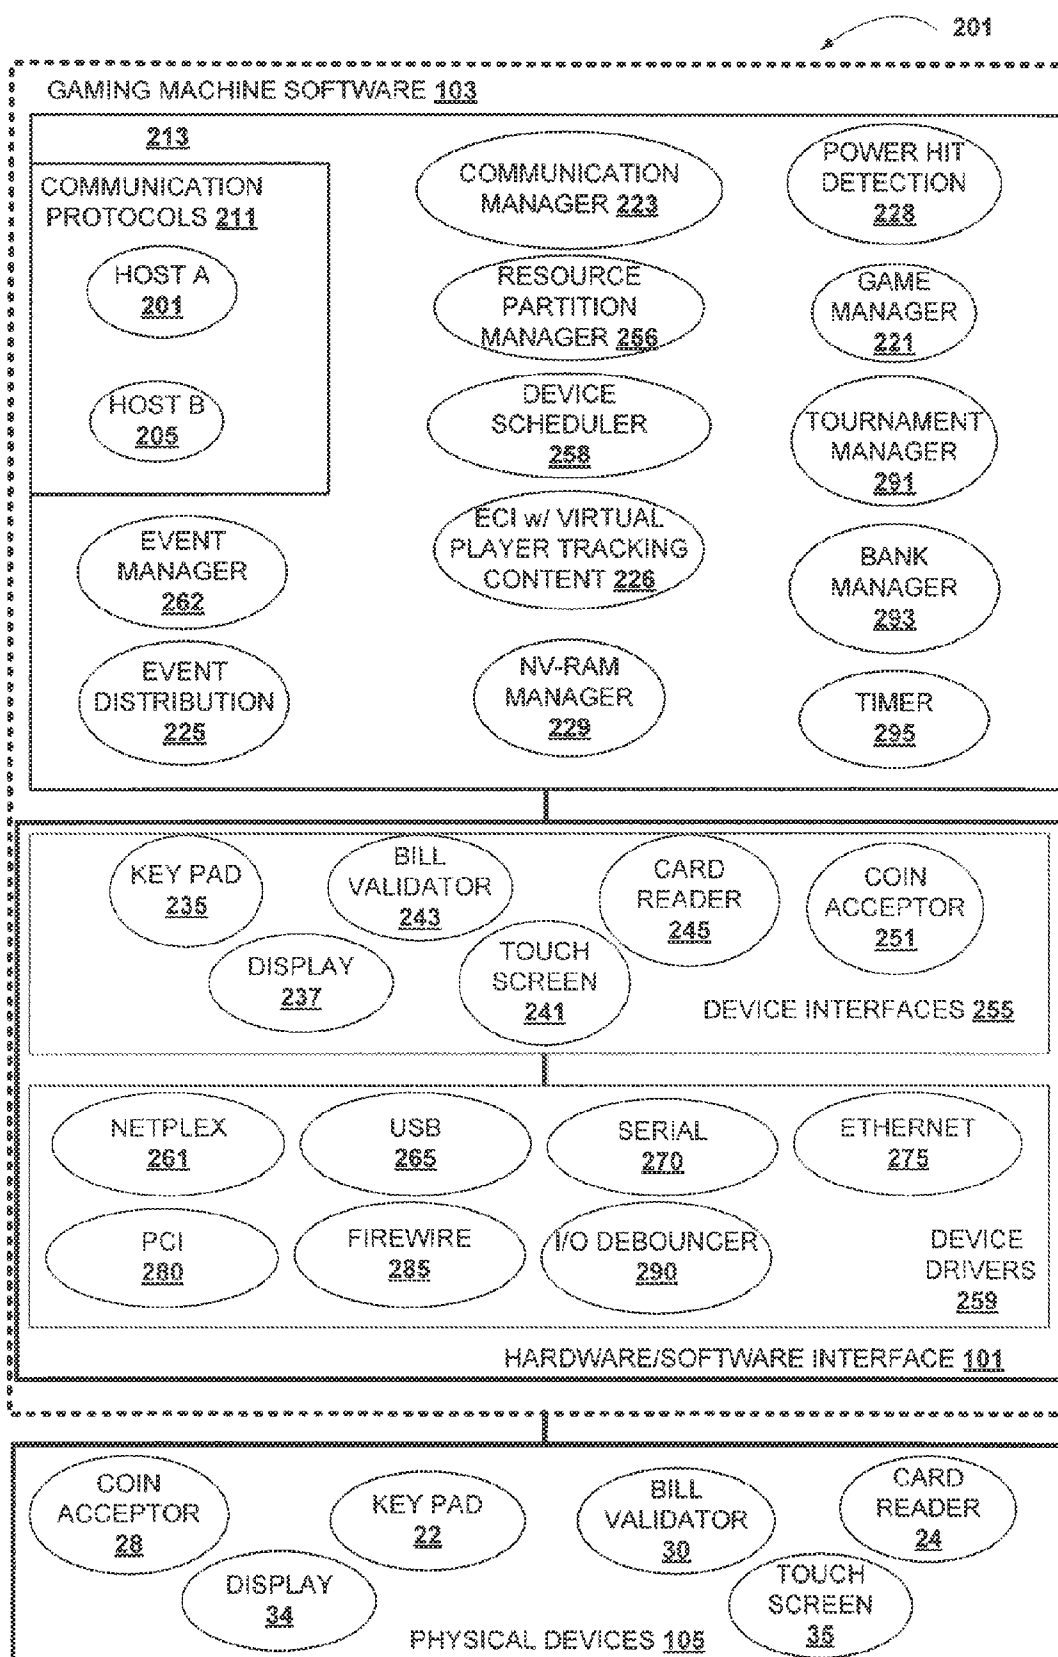 201
GAMING MACHINE SOFTWARE 103
213
COMMUNICATION
PROTOCOLS 211
HOST A
201
HOST B
205
EVENT
MANAGER
262
EVENT
DISTRIBUTION
225
COMMUNICATION
MANAGER 223
RESOURCE
PARTITION
MANAGER 256
DEVICE
SCHEDULER
258
ECI w/ VIRTUAL
PLAYER TRACKING
CONTENT 226
NV-RAM
MANAGER
229
POWER HIT
DETECTION
228
GAME
MANAGER
221
TOURNAMENT
MANAGER
291
BANK
MANAGER
293
TIMER
295
KEY PAD
235
BILL
VALIDATOR
243
CARD
READER
245
COIN
ACCEPTOR
251
DISPLAY
237
TOUCH
SCREEN
241
DEVICE INTERFACES 255
NETPLEX
261
USB
265
SERIAL
270
ETHERNET
275
PCI
280
FIREWIRE
285
I/O DEBOUNCER
290
DEVICE
DRIVERS
259
HARDWARE/SOFTWARE INTERFACE 101
COIN
ACCEPTOR
28
KEY PAD
22
BILL
VALIDATOR
30
CARD
READER
24
DISPLAY
34
TOUCH
SCREEN
35
PHYSICAL DEVICES 105